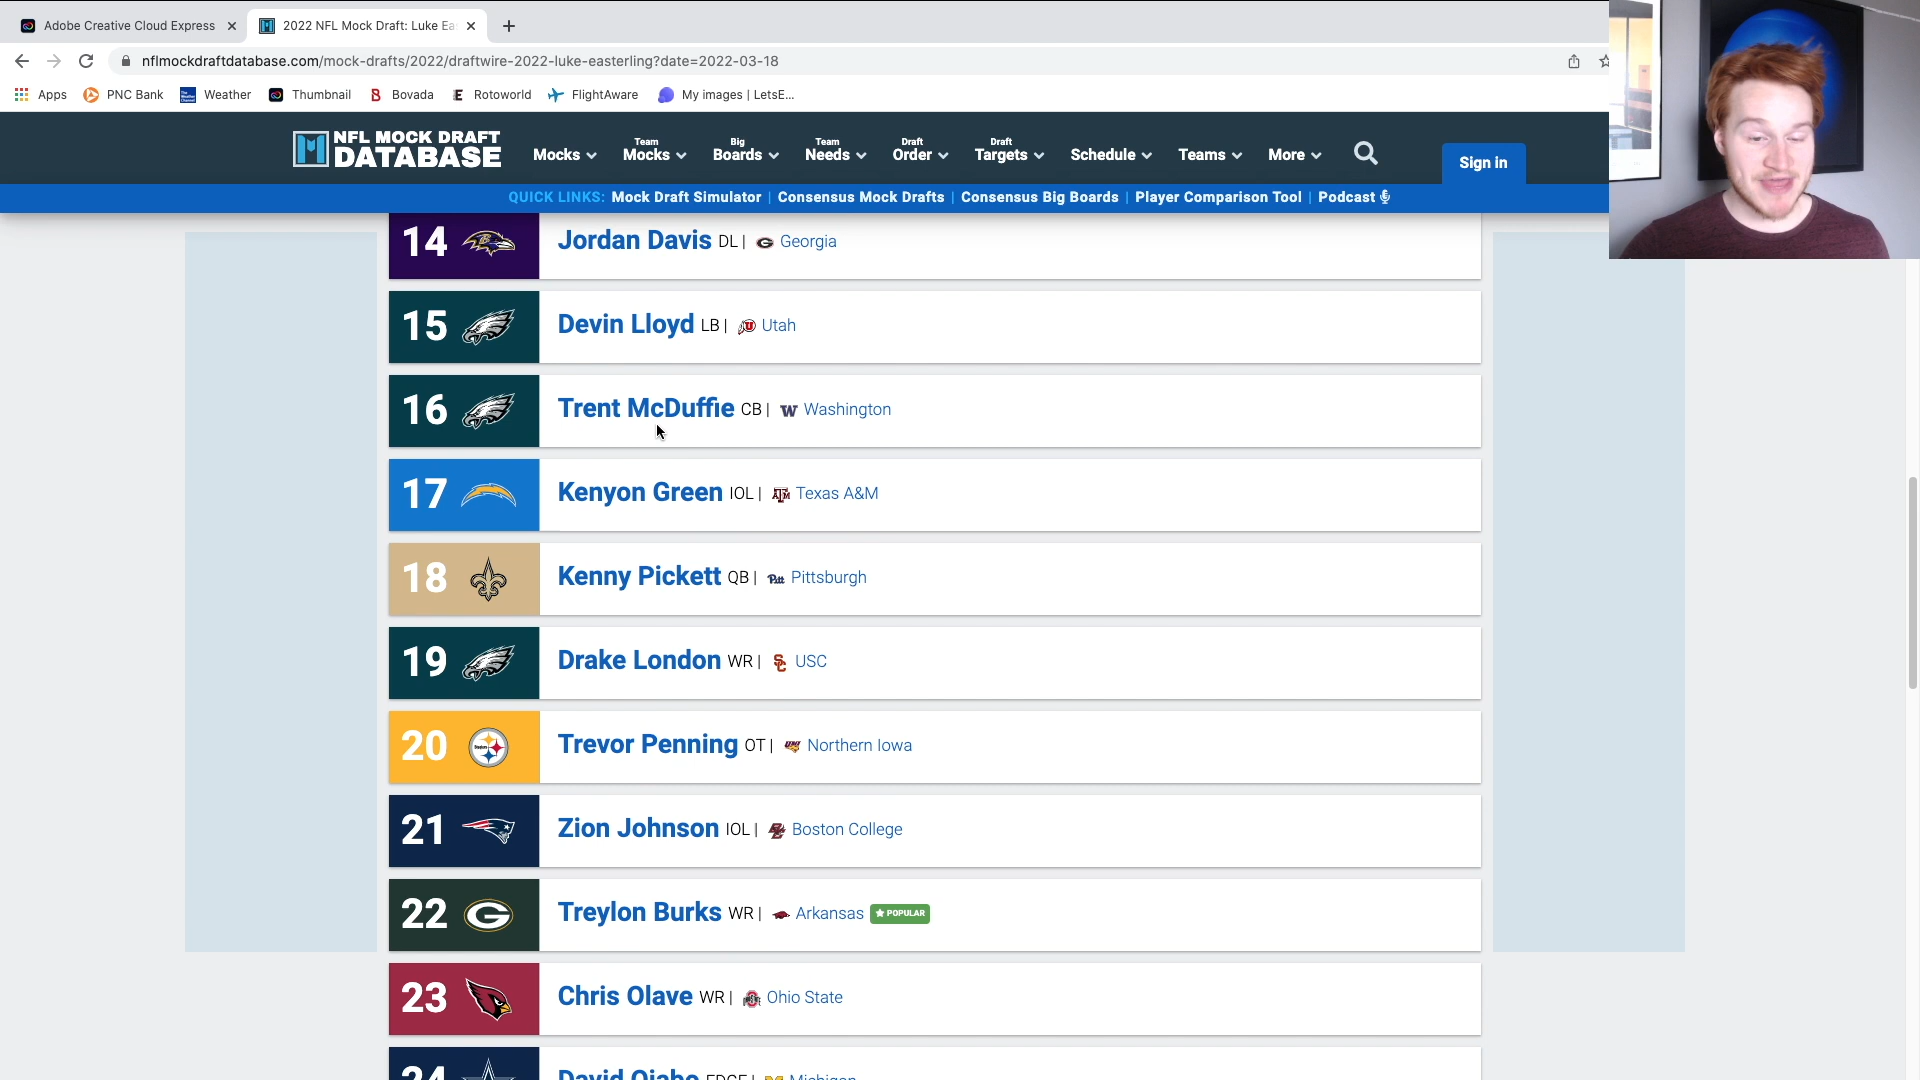 Adobe Creative Cloud Express
2022 NFL Mock Draft: Luke Ea
nflmockdraftdatabase.com/mock-drafts/2022/draftwire-2022-luke-easterling?date=2022-03-18
Apps PNC Bank Weather Thumbnail Bovada Rotoworld FlightAware My images | LetsE...
NFL MOCK DRAFT
DATABASE
Mocks
Team
Mocks
Big
Boards
Team
Needs
Draft
Order
Draft
Targets
Schedule
Teams
More
Sign in
QUICK LINKS: Mock Draft Simulator | Consensus Mock Drafts | Consensus Big Boards | Player Comparison Tool | Podcast
14 Jordan Davis DL | Georgia
15 Devin Lloyd LB | Utah
16 Trent McDuffie CB | Washington
17 Kenyon Green IOL | Texas A&M
18 Kenny Pickett QB | Pittsburgh
19 Drake London WR | USC
20 Trevor Penning OT | Northern Iowa
21 Zion Johnson IOL | Boston College
22 Treylon Burks WR | Arkansas POPULAR
23 Chris Olave WR | Ohio State
24 David Ojabo EDGE | Michigan